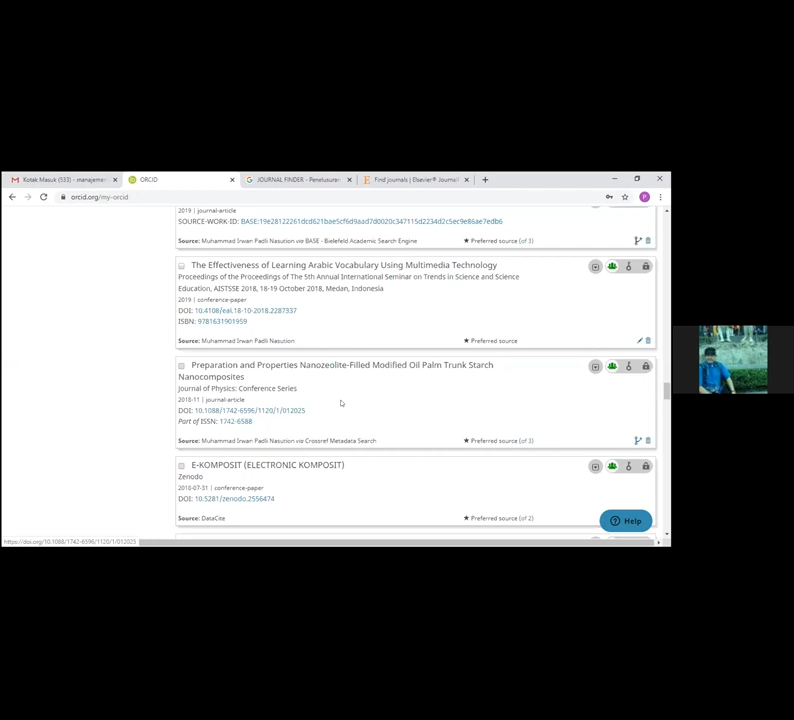 Kotak Masuk (533) - manajeme
ORCID
JOURNAL FINDER - Penelusuran
Find journals | Elsevier® Journal
orcid.org/my-orcid
2019 | journal-article
SOURCE-WORK-ID: BASE:19e28122261dcd621bae5cf6d9aad7d0020c347115d2234d2c5ec9e86ae7edb6
Source: Muhammad Irwan Padli Nasution via BASE - Bielefeld Academic Search Engine
★ Preferred source (of 3)
The Effectiveness of Learning Arabic Vocabulary Using Multimedia Technology
Proceedings of the Proceedings of The 5th Annual International Seminar on Trends in Science and Science
Education, AISTSSE 2018, 18-19 October 2018, Medan, Indonesia
2019 | conference-paper
DOI: 10.4108/eai.18-10-2018.2287337
ISBN: 9781631901959
Source: Muhammad Irwan Padli Nasution
★ Preferred source
Preparation and Properties Nanozeolite-Filled Modified Oil Palm Trunk Starch
Nanocomposites
Journal of Physics: Conference Series
2018-11 | journal-article
DOI: 10.1088/1742-6596/1120/1/012025
Part of ISSN: 1742-6588
Source: Muhammad Irwan Padli Nasution via Crossref Metadata Search
★ Preferred source (of 3)
E-KOMPOSIT (ELECTRONIC KOMPOSIT)
Zenodo
2018-07-31 | conference-paper
DOI: 10.5281/zenodo.2556474
Source: DataCite
★ Preferred source (of 2)
Help
https://doi.org/10.1088/1742-6596/1120/1/012025